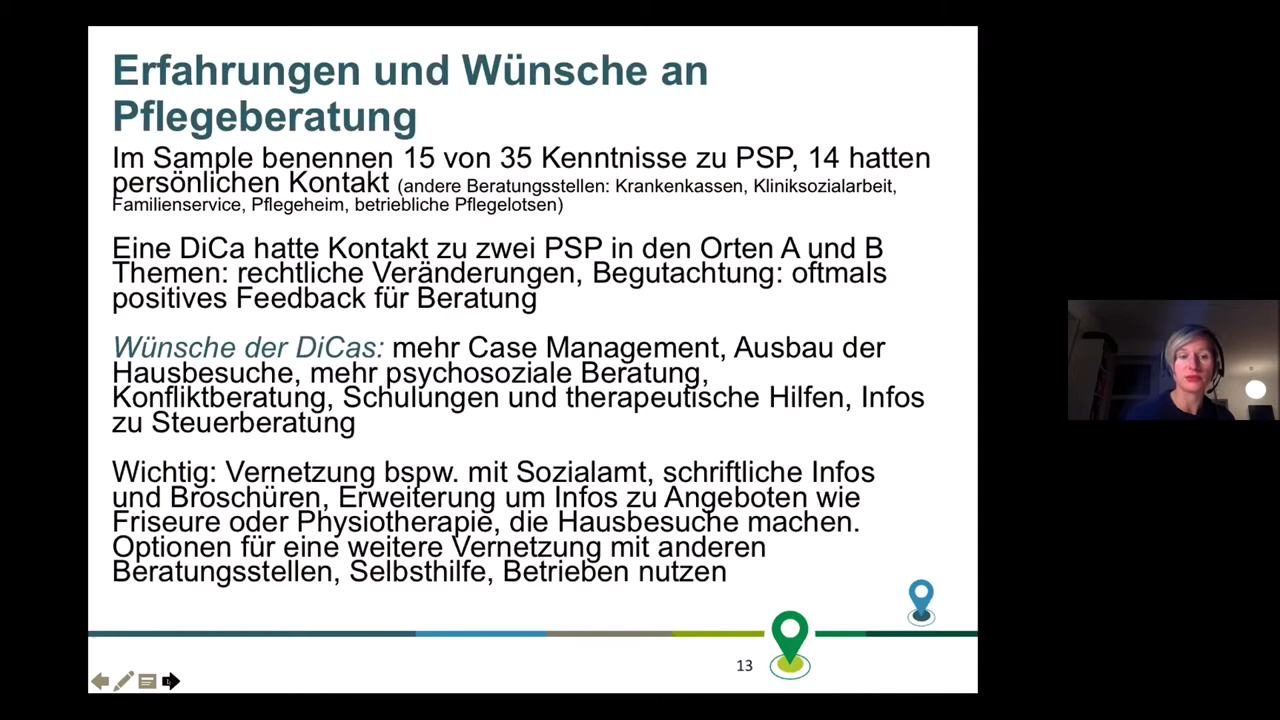 Erfahrungen und Wünsche an
Pflegeberatung
Im Sample benennen 15 von 35 Kenntnisse zu PSP, 14 hatten
persönlichen Kontakt (andere Beratungsstellen: Krankenkassen, Kliniksozialarbeit,
Familienservice, Pflegeheim, betriebliche Pflegelotsen)
Eine DiCa hatte Kontakt zu zwei PSP in den Orten A und B
Themen: rechtliche Veränderungen, Begutachtung: oftmals
positives Feedback für Beratung
Wünsche der DiCas: mehr Case Management, Ausbau der
Hausbesuche, mehr psychosoziale Beratung,
Konfliktberatung, Schulungen und therapeutische Hilfen, Infos
zu Steuerberatung
Wichtig: Vernetzung bspw. mit Sozialamt, schriftliche Infos
und Broschüren, Erweiterung um Infos zu Angeboten wie
Friseure oder Physiotherapie, die Hausbesuche machen.
Optionen für eine weitere Vernetzung mit anderen
Beratungsstellen, Selbsthilfe, Betrieben nutzen
13